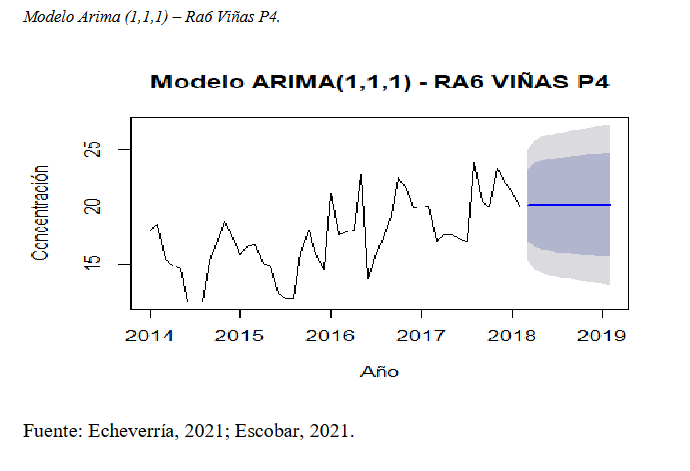 Modelo Arima (1,1,1) – Ra6 Viñas P4.
Modelo ARIMA(1,1,1) - RA6 VIÑAS P4
Concentración
25
20
15
2014 2015 2016 2017 2018 2019
Año
Fuente: Echeverría, 2021; Escobar, 2021.